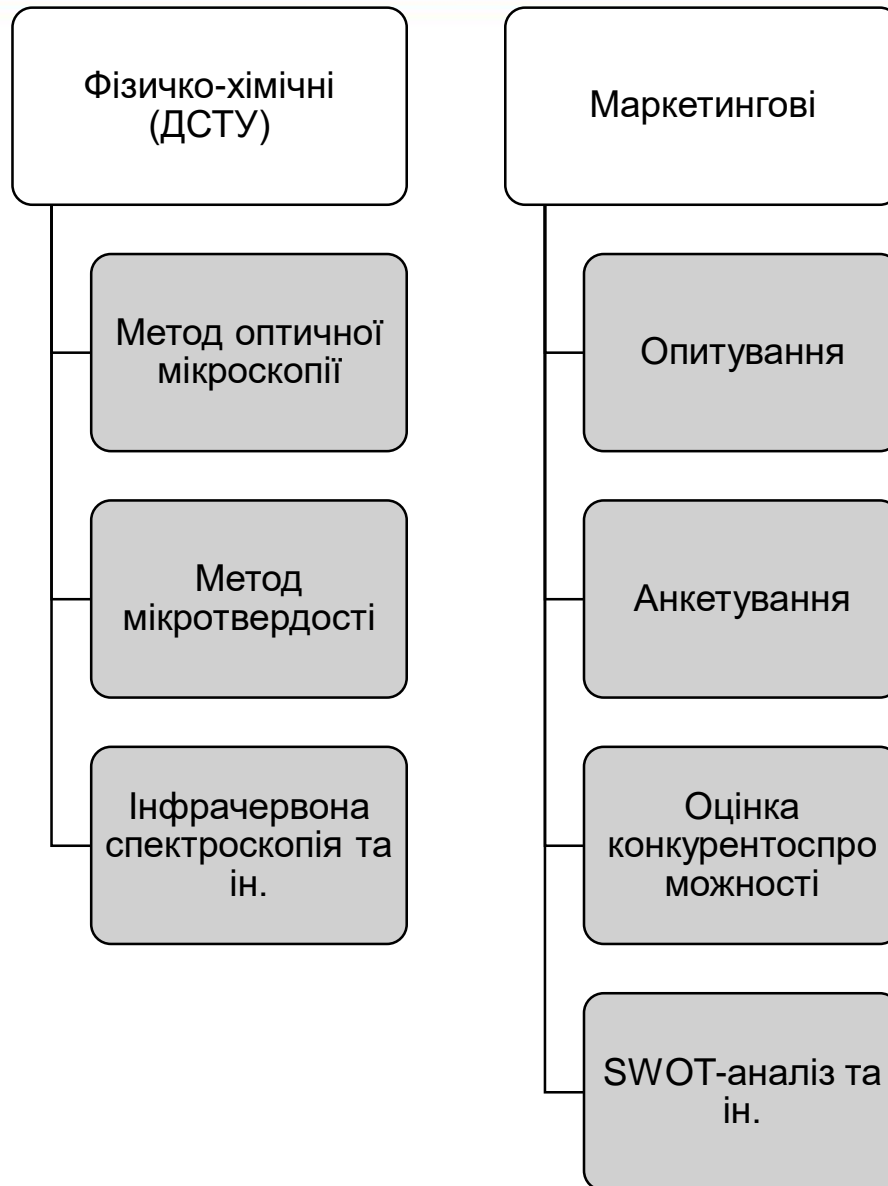 Фізичко-хімічні
(ДСТУ)
Метод оптичної
мікроскопії
Метод
мікротвердості
Інфрачервона
спектроскопія та
ін.
Маркетингові
Опитування
Анкетування
Оцінка
конкурентоспро
можності
SWOT-аналіз та
ін.